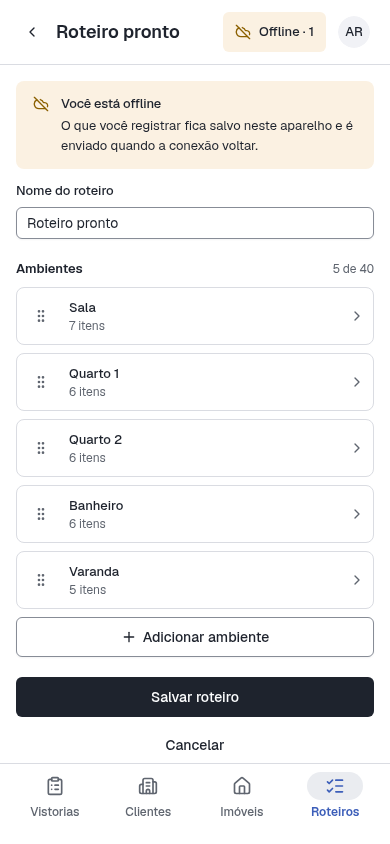 Roteiro pronto
Offline · 1
AR
Você está offline
O que você registrar fica salvo neste aparelho e é
enviado quando a conexão voltar.
Nome do roteiro
Roteiro pronto
Ambientes
5 de 40
Sala
7 itens
Quarto 1
6 itens
Quarto 2
6 itens
Banheiro
6 itens
Varanda
5 itens
Adicionar ambiente
Salvar roteiro
Cancelar
Vistorias
Clientes
Imóveis
Roteiros